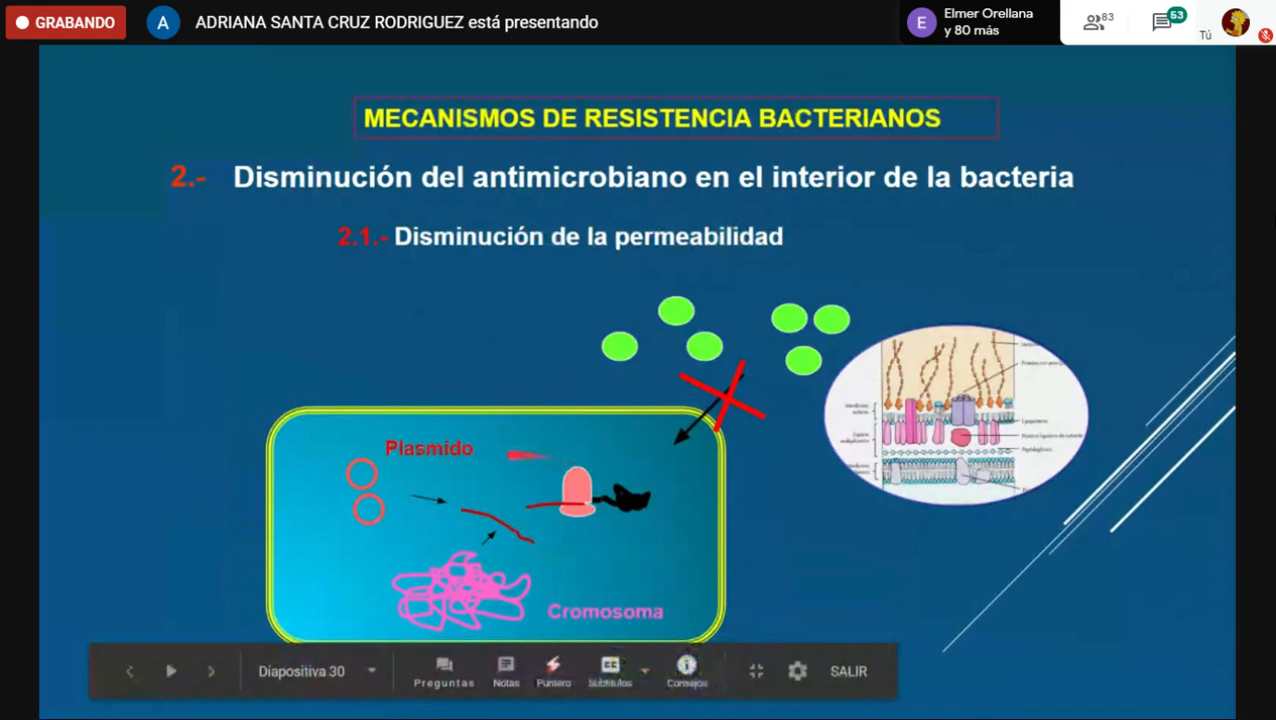 GRABANDO
A
ADRIANA SANTA CRUZ RODRIGUEZ está presentando
E
Elmer Orellana
y 80 más
83
53
Tú
MECANISMOS DE RESISTENCIA BACTERIANOS
2.- Disminución del antimicrobiano en el interior de la bacteria
2.1.- Disminución de la permeabilidad
Plasmido
Cromosoma
Diapositiva 30
Preguntas
Notas
Puntero
Subtítulos
Consejos
SALIR